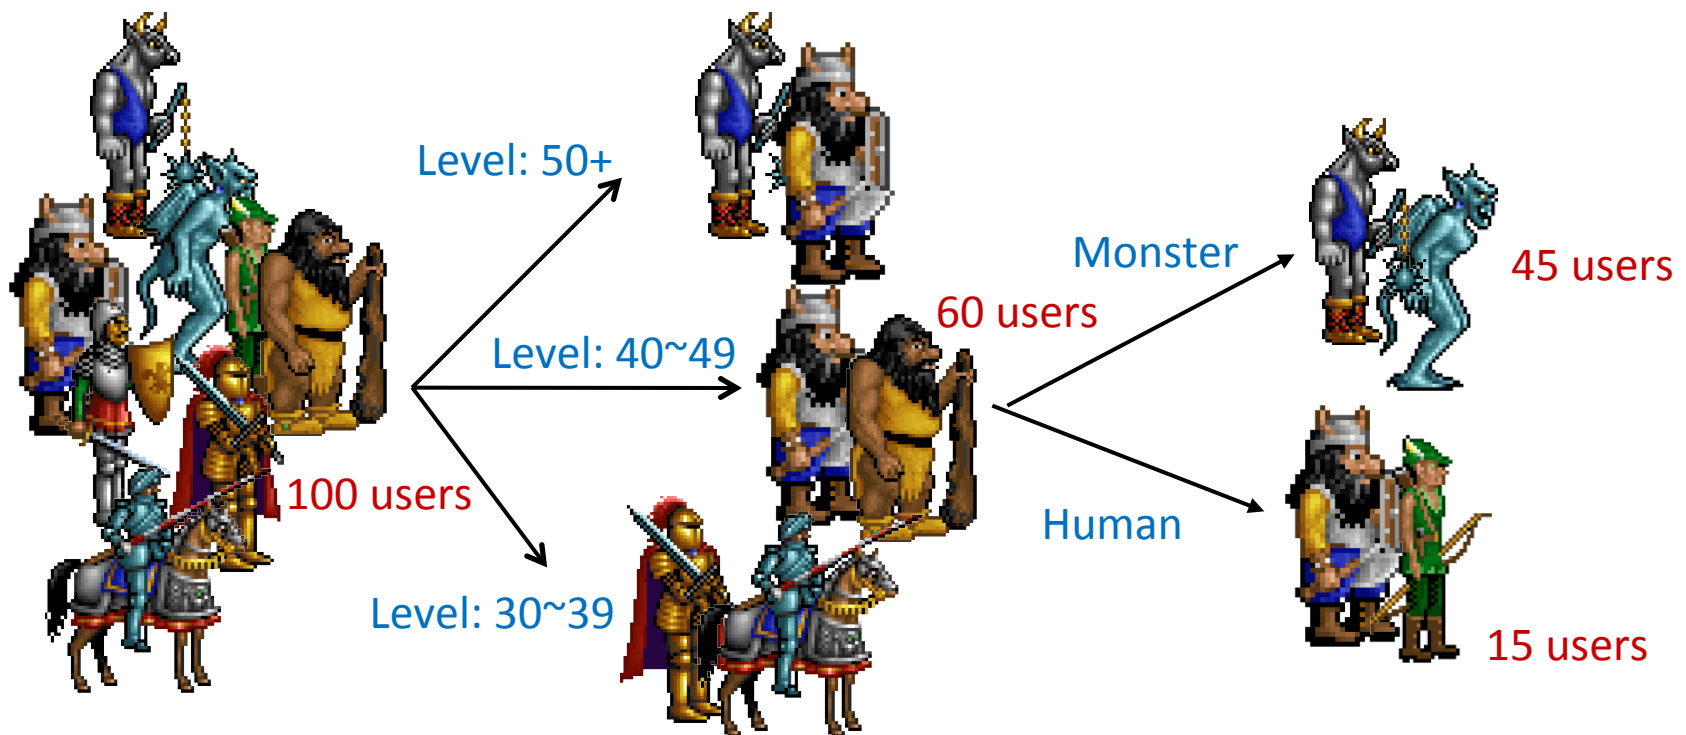 Level: 50+
Monster
45 users
60 users
Level: 40~49
100 users
Human
Level: 30~39
15 users